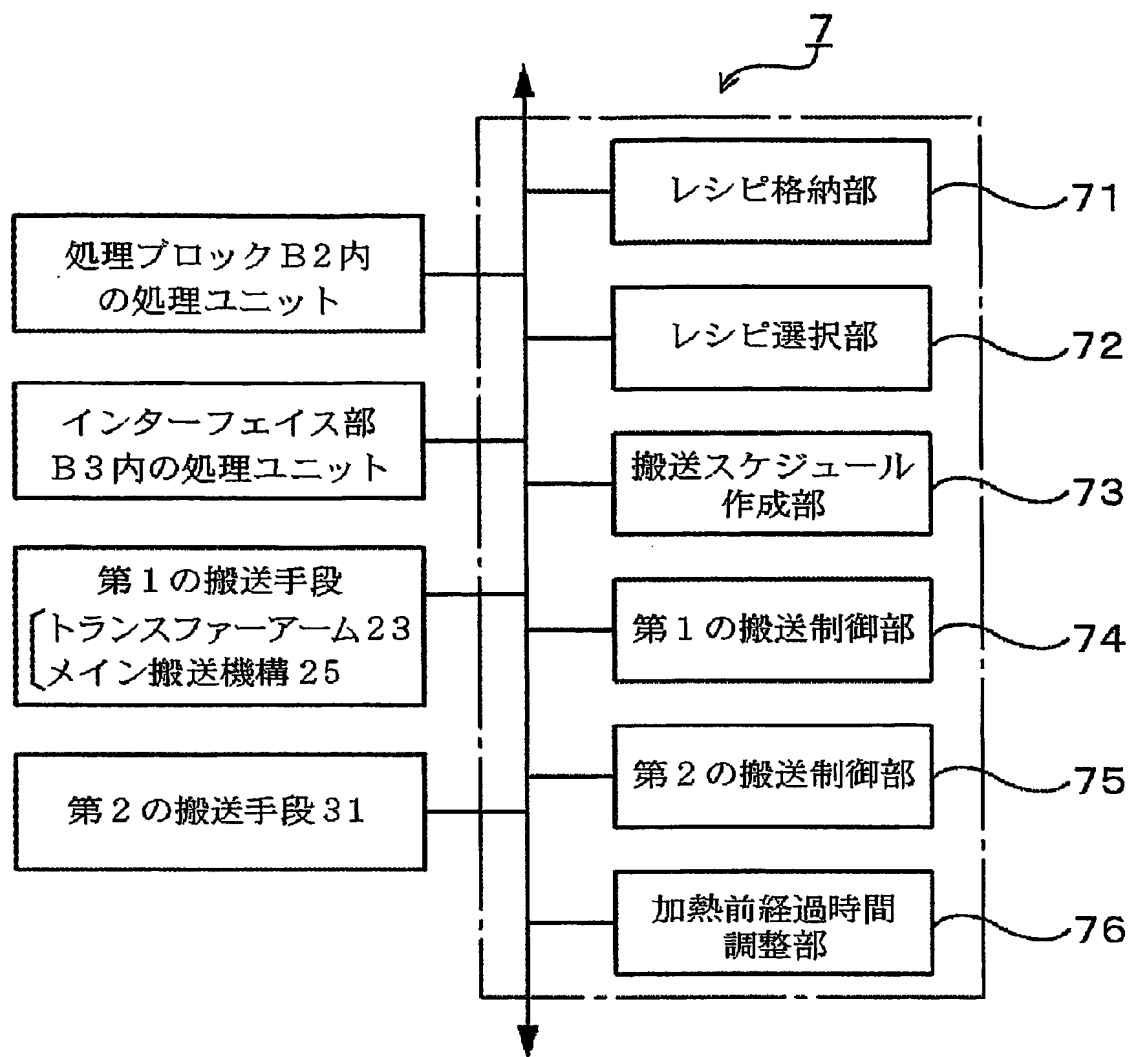 7
レシピ格納部
71
処理ブロックB2内
の処理ユニット
レシピ選択部
72
インターフェイス部
B3内の処理ユニット
搬送スケジュール
作成部
73
第1の搬送手段
トランスファーアーム23
メイン搬送機構25
第1の搬送制御部
74
第2の搬送手段31
第2の搬送制御部
75
加熱前経過時間
調整部
76